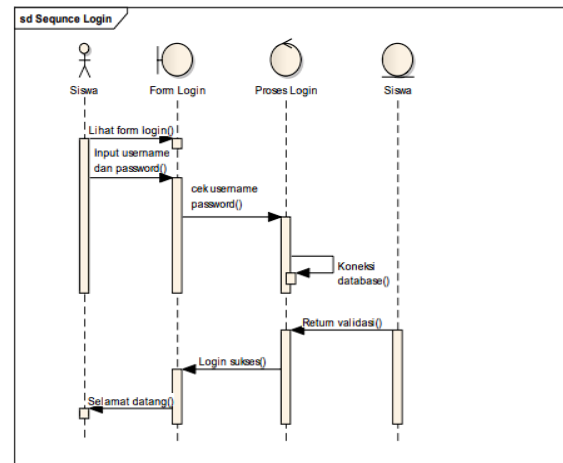 sd Sequnce Login
Siswa
Form Login
Proses Login
Siswa
Lihat form login()
Input username
dan password()
cek username
password()
Koneksi
database()
Return validasi()
Login sukses()
Selamat datang()